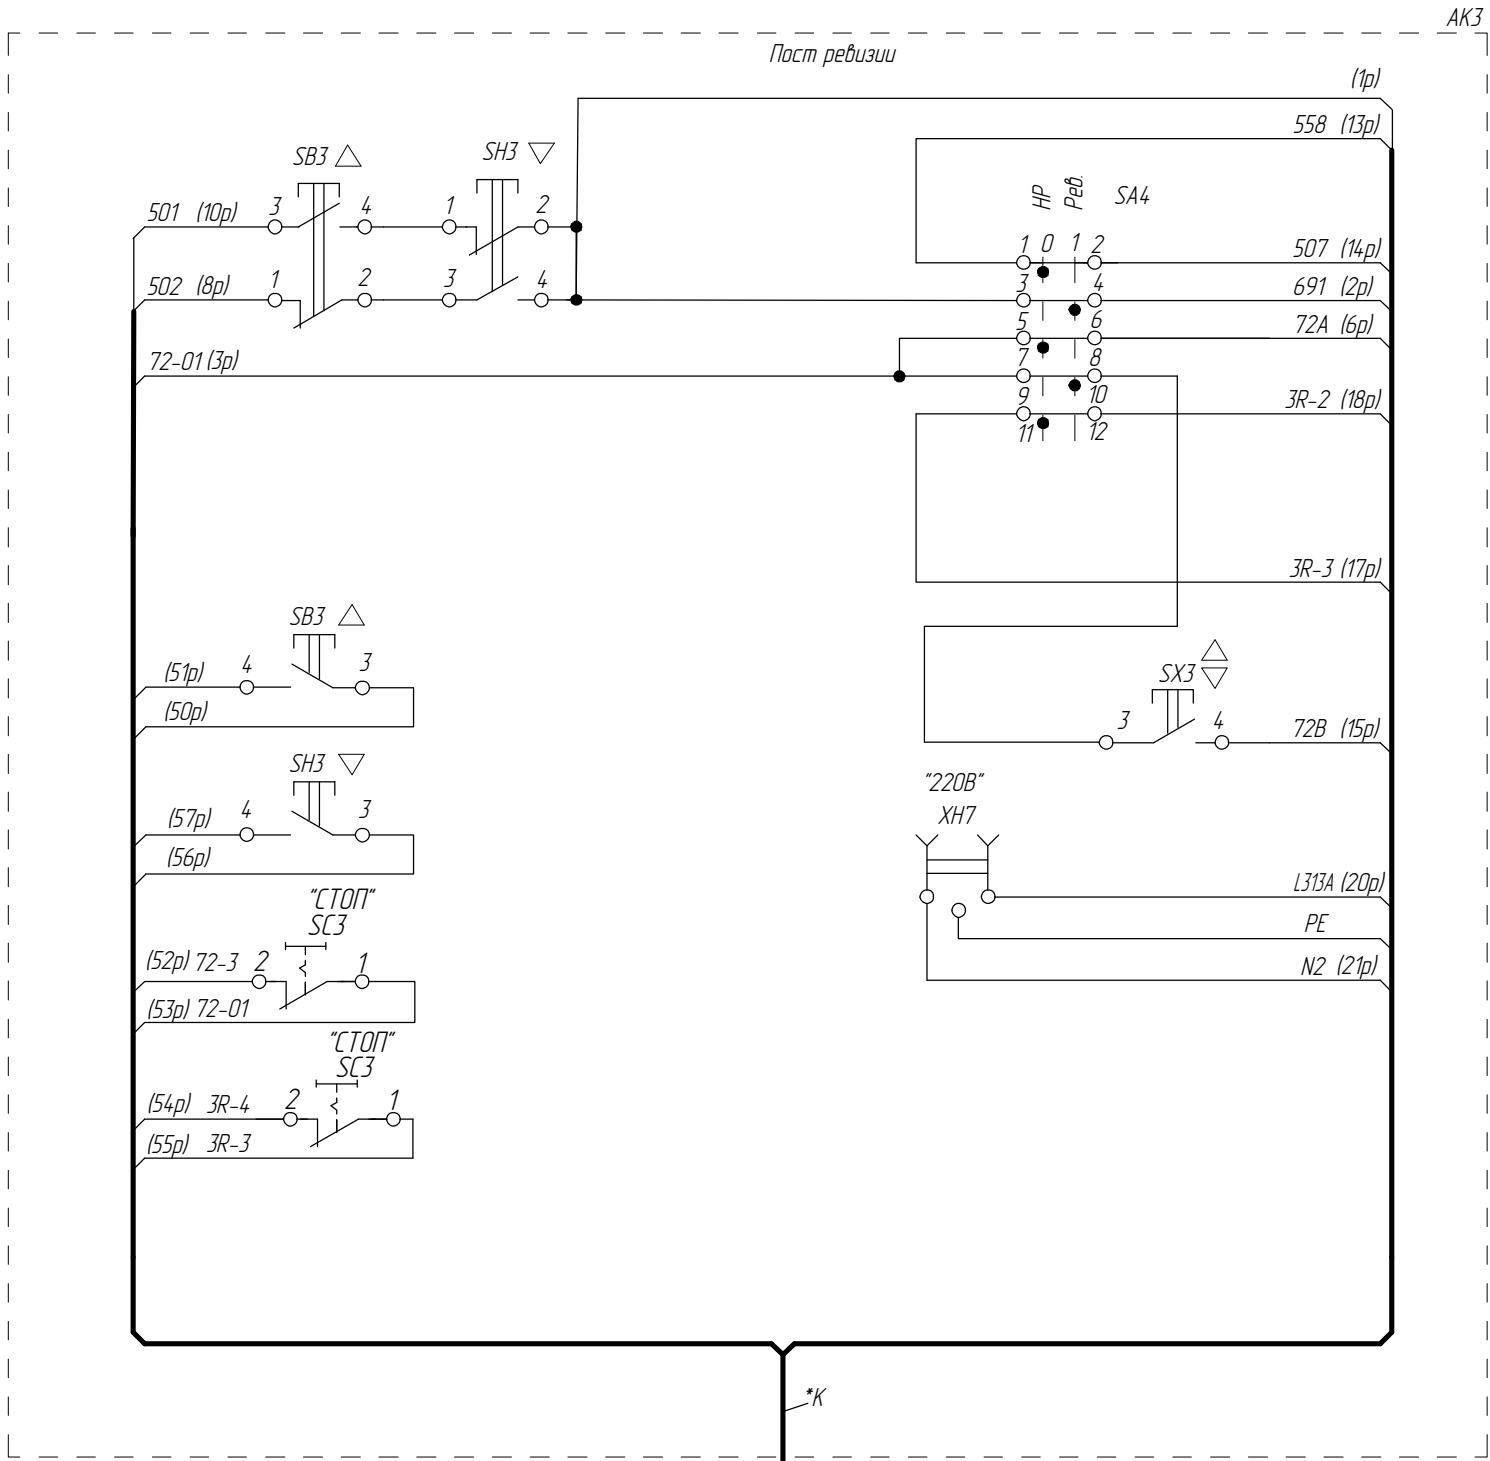 АК3
Пост ревизии
(1р)
558 (13р)
SB3
SH3
НР Рев. SA4
501 (10р) 3 4 1 2
1 0 1 2 507 (14р)
502 (8р) 1 2 3 4
3 4 691 (2р)
5 6 72А (6р)
72-01 (3р)
7 8
9 10 3R-2 (18р)
11 12
3R-3 (17р)
SB3
(51р) 4 3
(50р)
SX3
3 4 72В (15р)
SH3
(57р) 4 3
(56р)
"220В"
ХН7
L313А (20р)
РЕ
N2 (21р)
"СТОП"
SC3
(52р) 72-3 2 1
(53р) 72-01
"СТОП"
SC3
(54р) 3R-4 2 1
(55р) 3R-3
*К